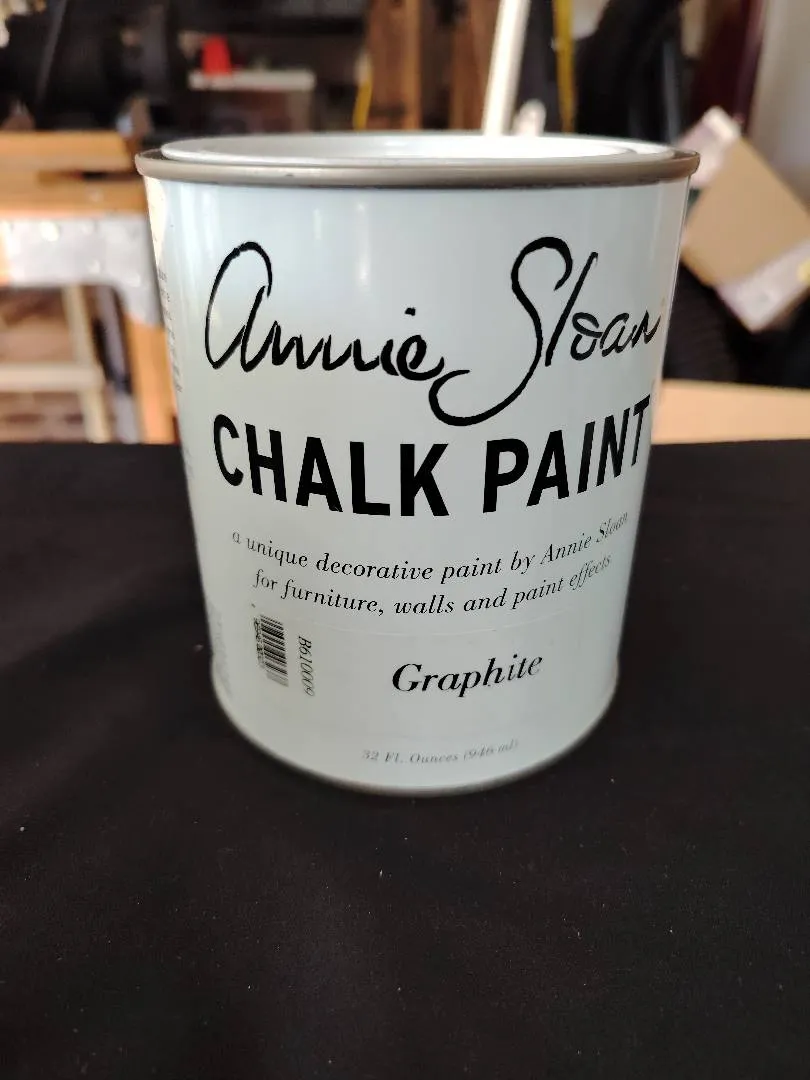 Annie Sloan
CHALK PAINT
a unique decorative paint by Annie Sloan
for furniture, walls and paint effects
B610009
Graphite
32 Fl. Ounces (946 ml)